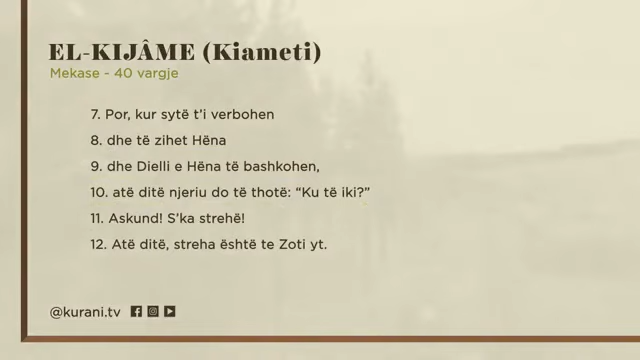 EL-KIJÂME (Kiameti)
Mekase - 40 vargje
7. Por, kur sytë t’i verbohen
8. dhe të zihet Hëna
9. dhe Dielli e Hëna të bashkohen,
10. atë ditë njeriu do të thotë: “Ku të iki?”
11. Askund! S’ka strehë!
12. Atë ditë, streha është te Zoti yt.
@kurani.tv